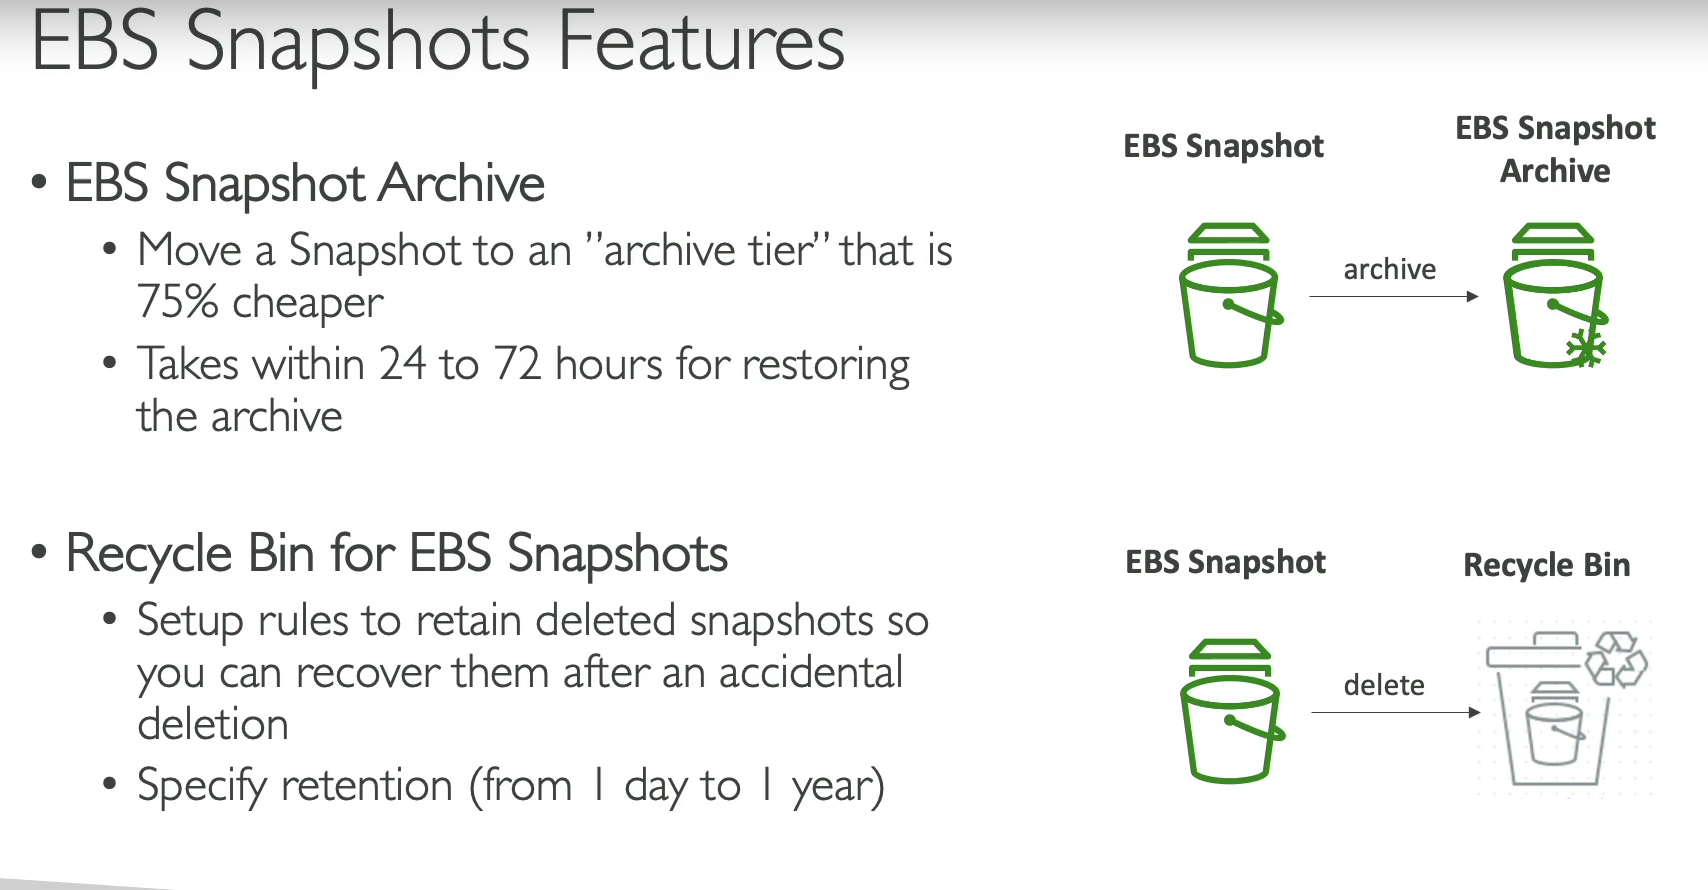 EBS Snapshots Features
• EBS Snapshot Archive
• Move a Snapshot to an ”archive tier” that is
75% cheaper
• Takes within 24 to 72 hours for restoring
the archive
EBS Snapshot
EBS Snapshot
Archive
archive
• Recycle Bin for EBS Snapshots
• Setup rules to retain deleted snapshots so
you can recover them after an accidental
deletion
• Specify retention (from 1 day to 1 year)
EBS Snapshot
Recycle Bin
delete